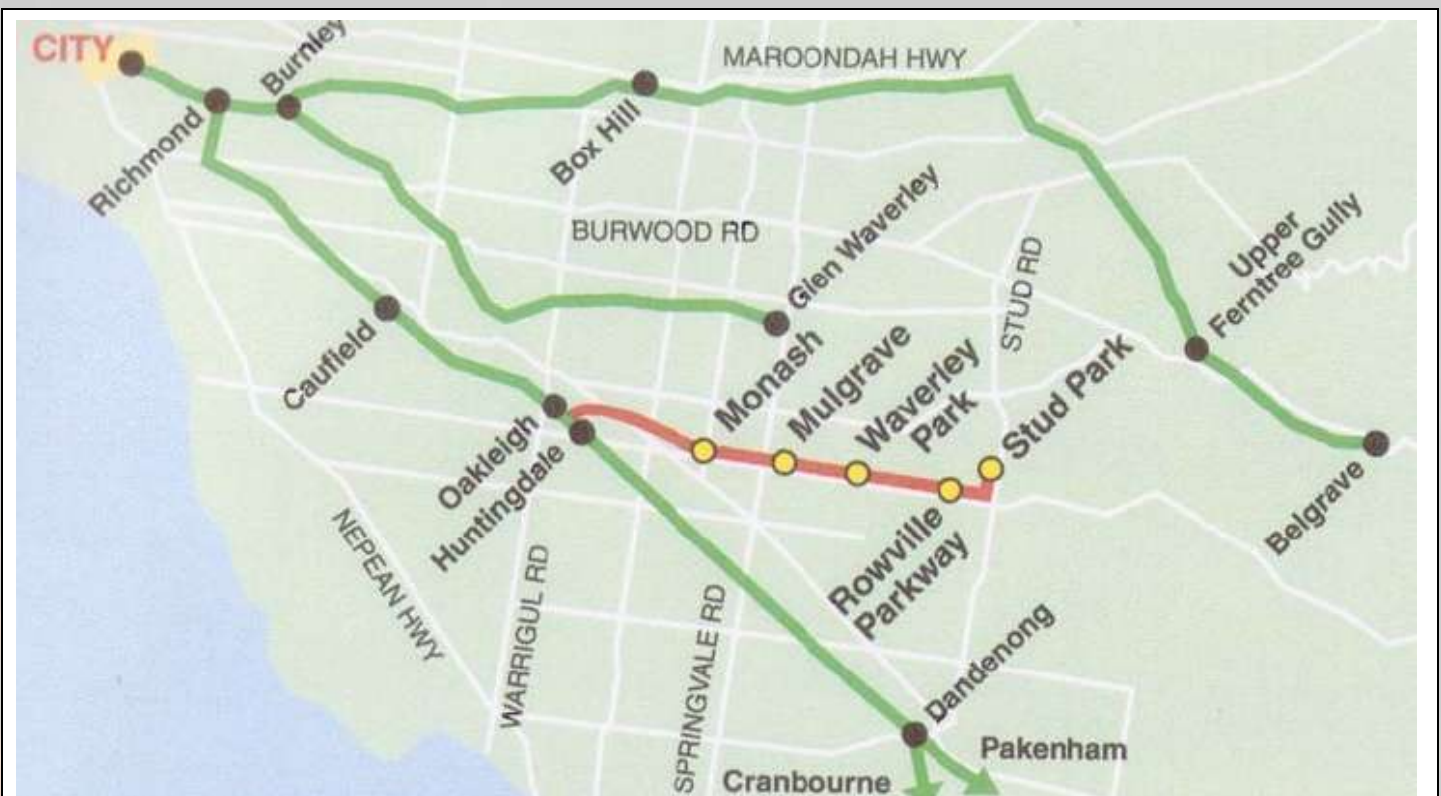 CITY
Burnley
MAROONDAH HWY
Richmond
Box Hill
BURWOOD RD
Glen Waverley
STUD RD
Upper
Ferntree Gully
Caufield
Monash
Mulgrave
Waverley
Park
Stud Park
Oakleigh
Huntingdale
Belgrave
NEPEAN HWY
WARRIGUL RD
SPRINGVALE RD
Rowville
Parkway
Dandenong
Pakenham
Cranbourne